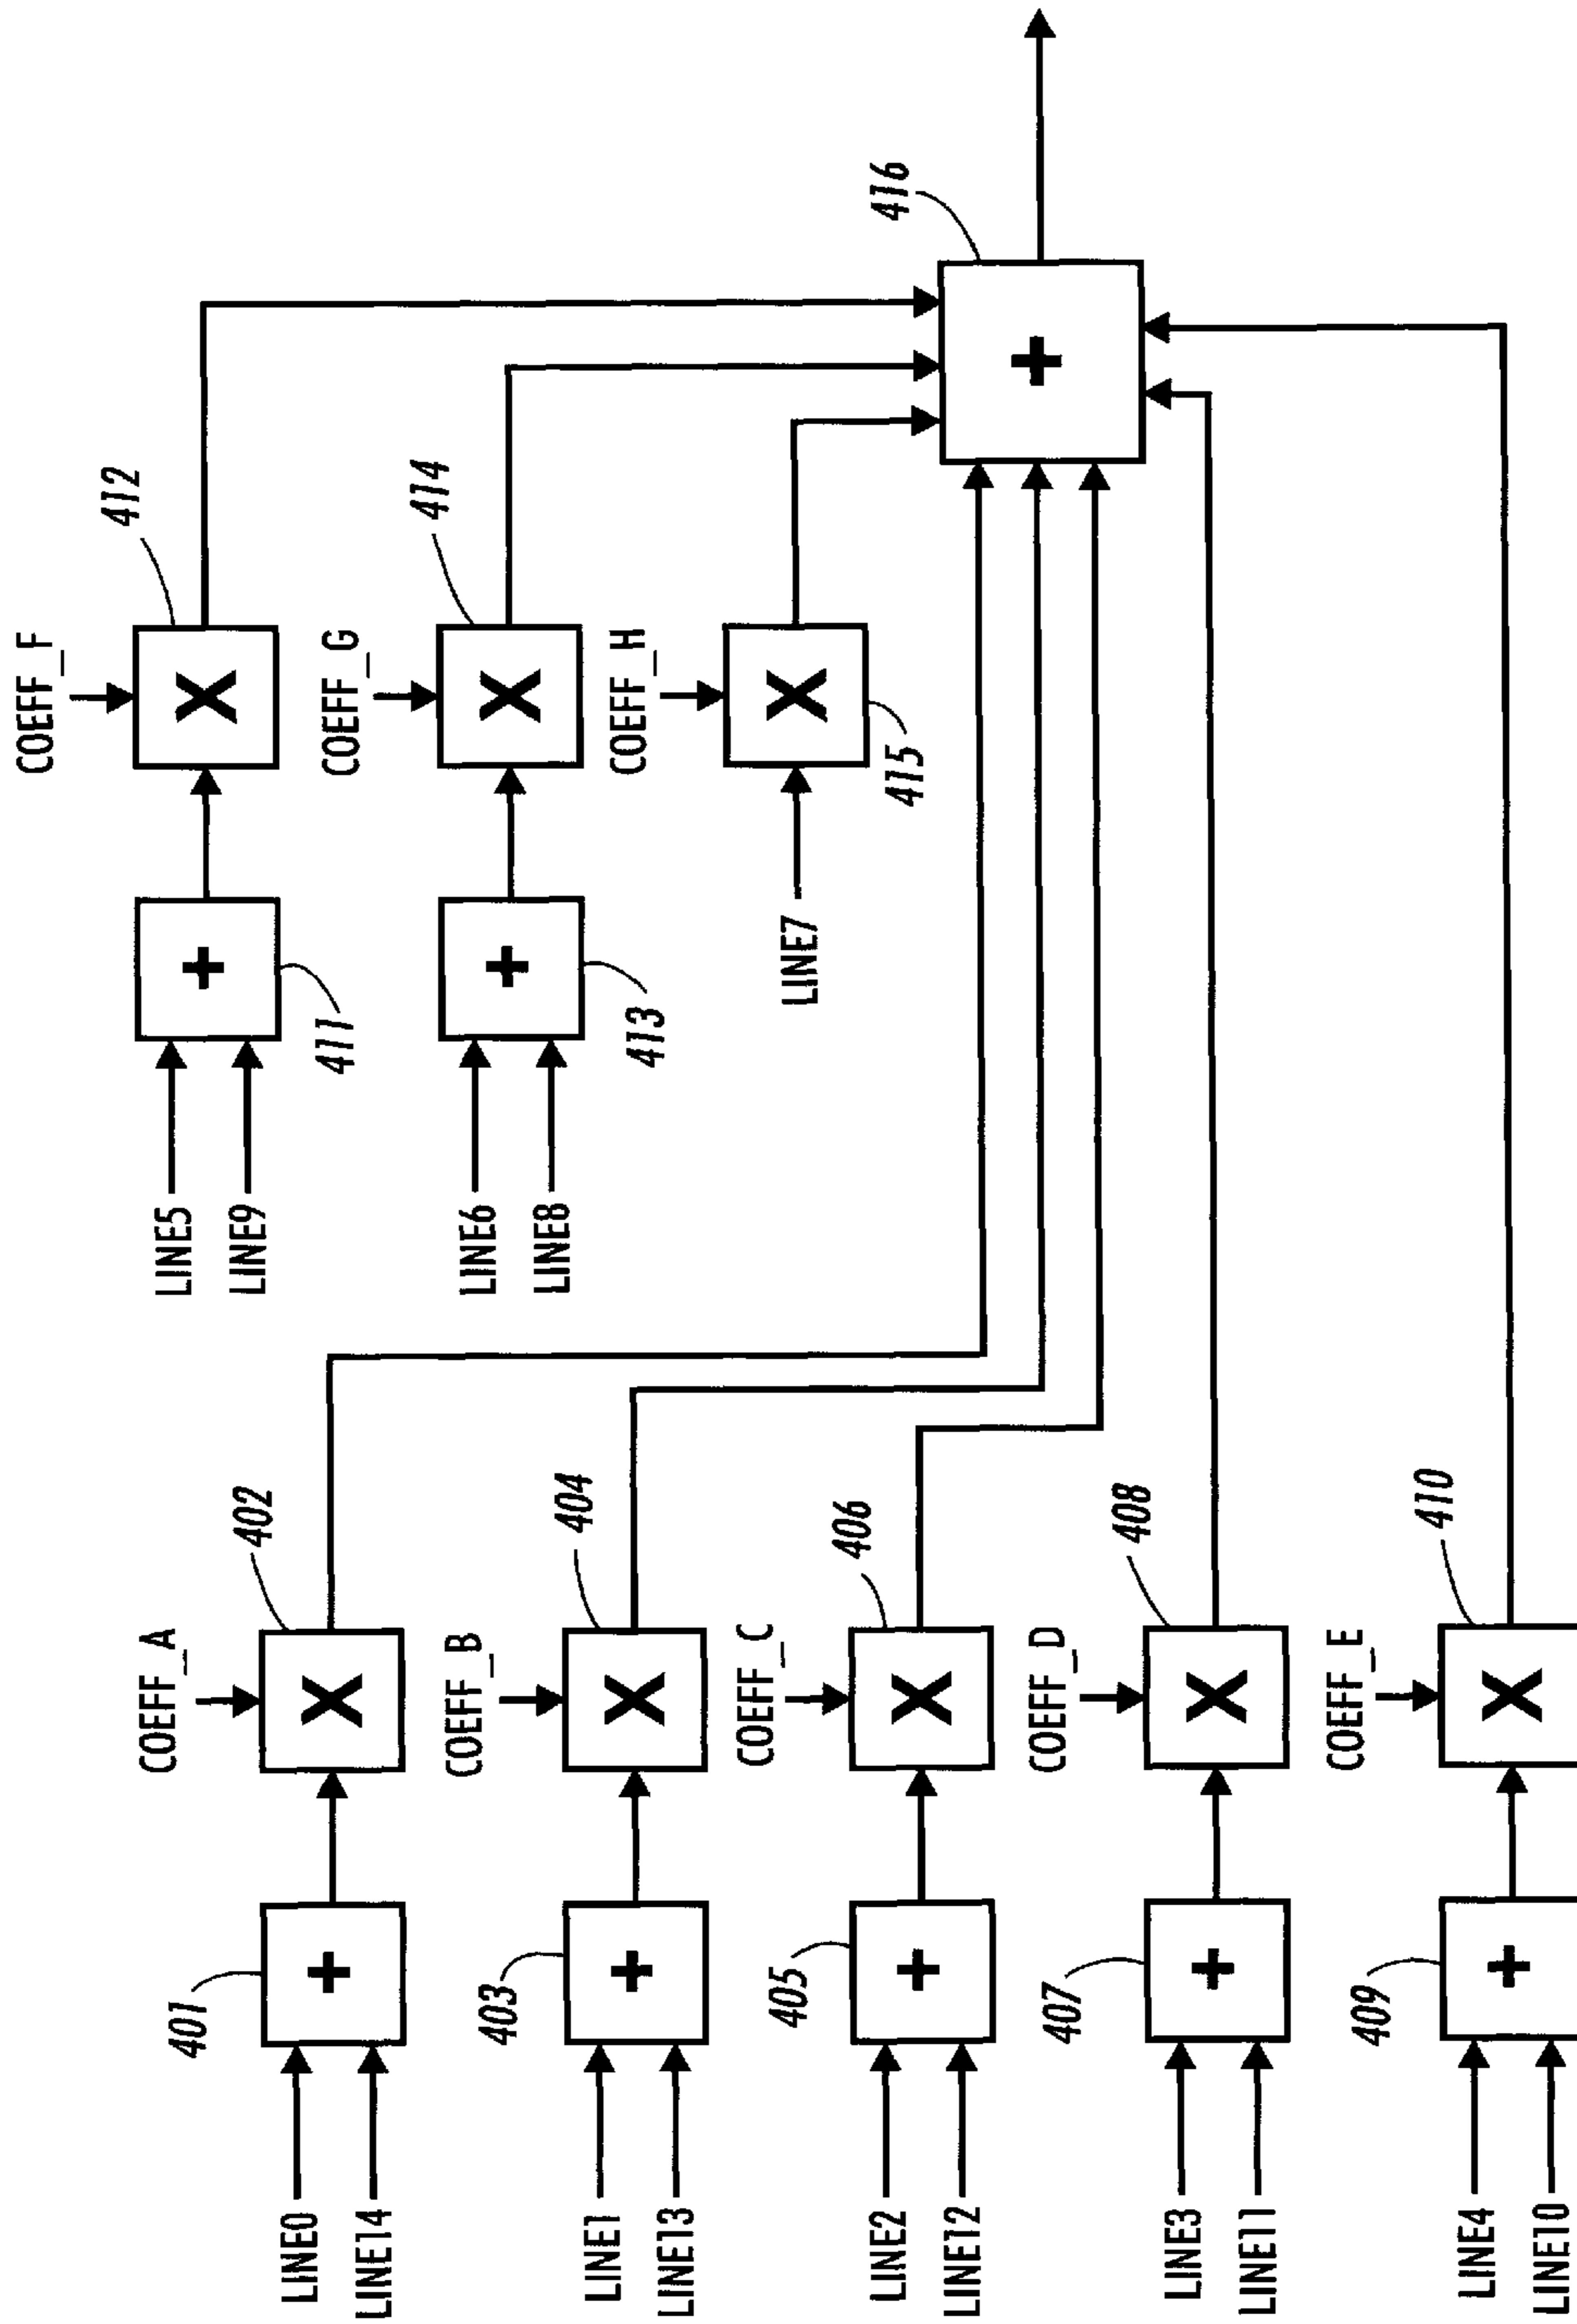 COEFF_F
412
LINE5
LINE9
411
COEFF_G
414
LINE6
LINE8
413
COEFF_H
LINE7
415
416
COEFF_A
402
401
LINE0
LINE14
COEFF_B
404
403
LINE1
LINE13
COEFF_C
406
405
LINE2
LINE12
COEFF_D
408
407
LINE3
LINE11
COEFF_E
410
409
LINE4
LINE10